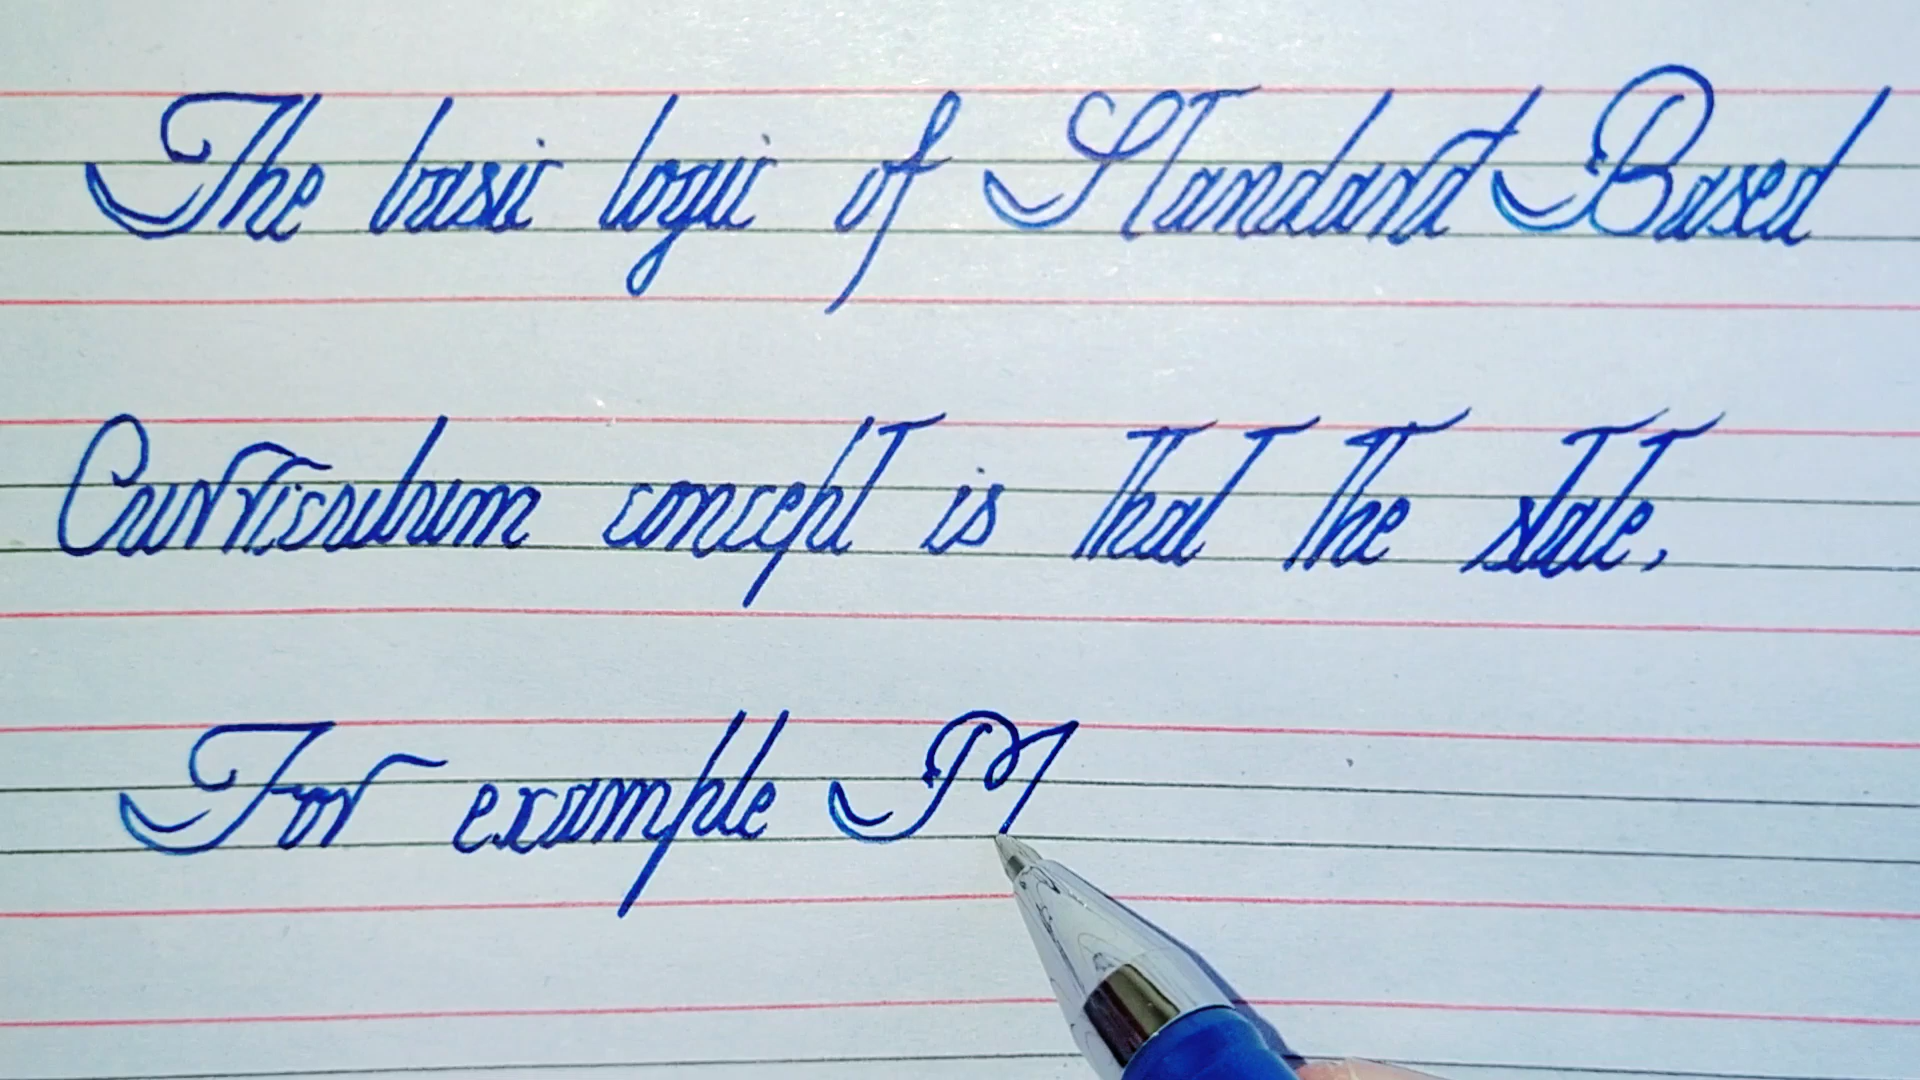 The basic logic of Standard Based
Curriculum concept is that the state,
For example M